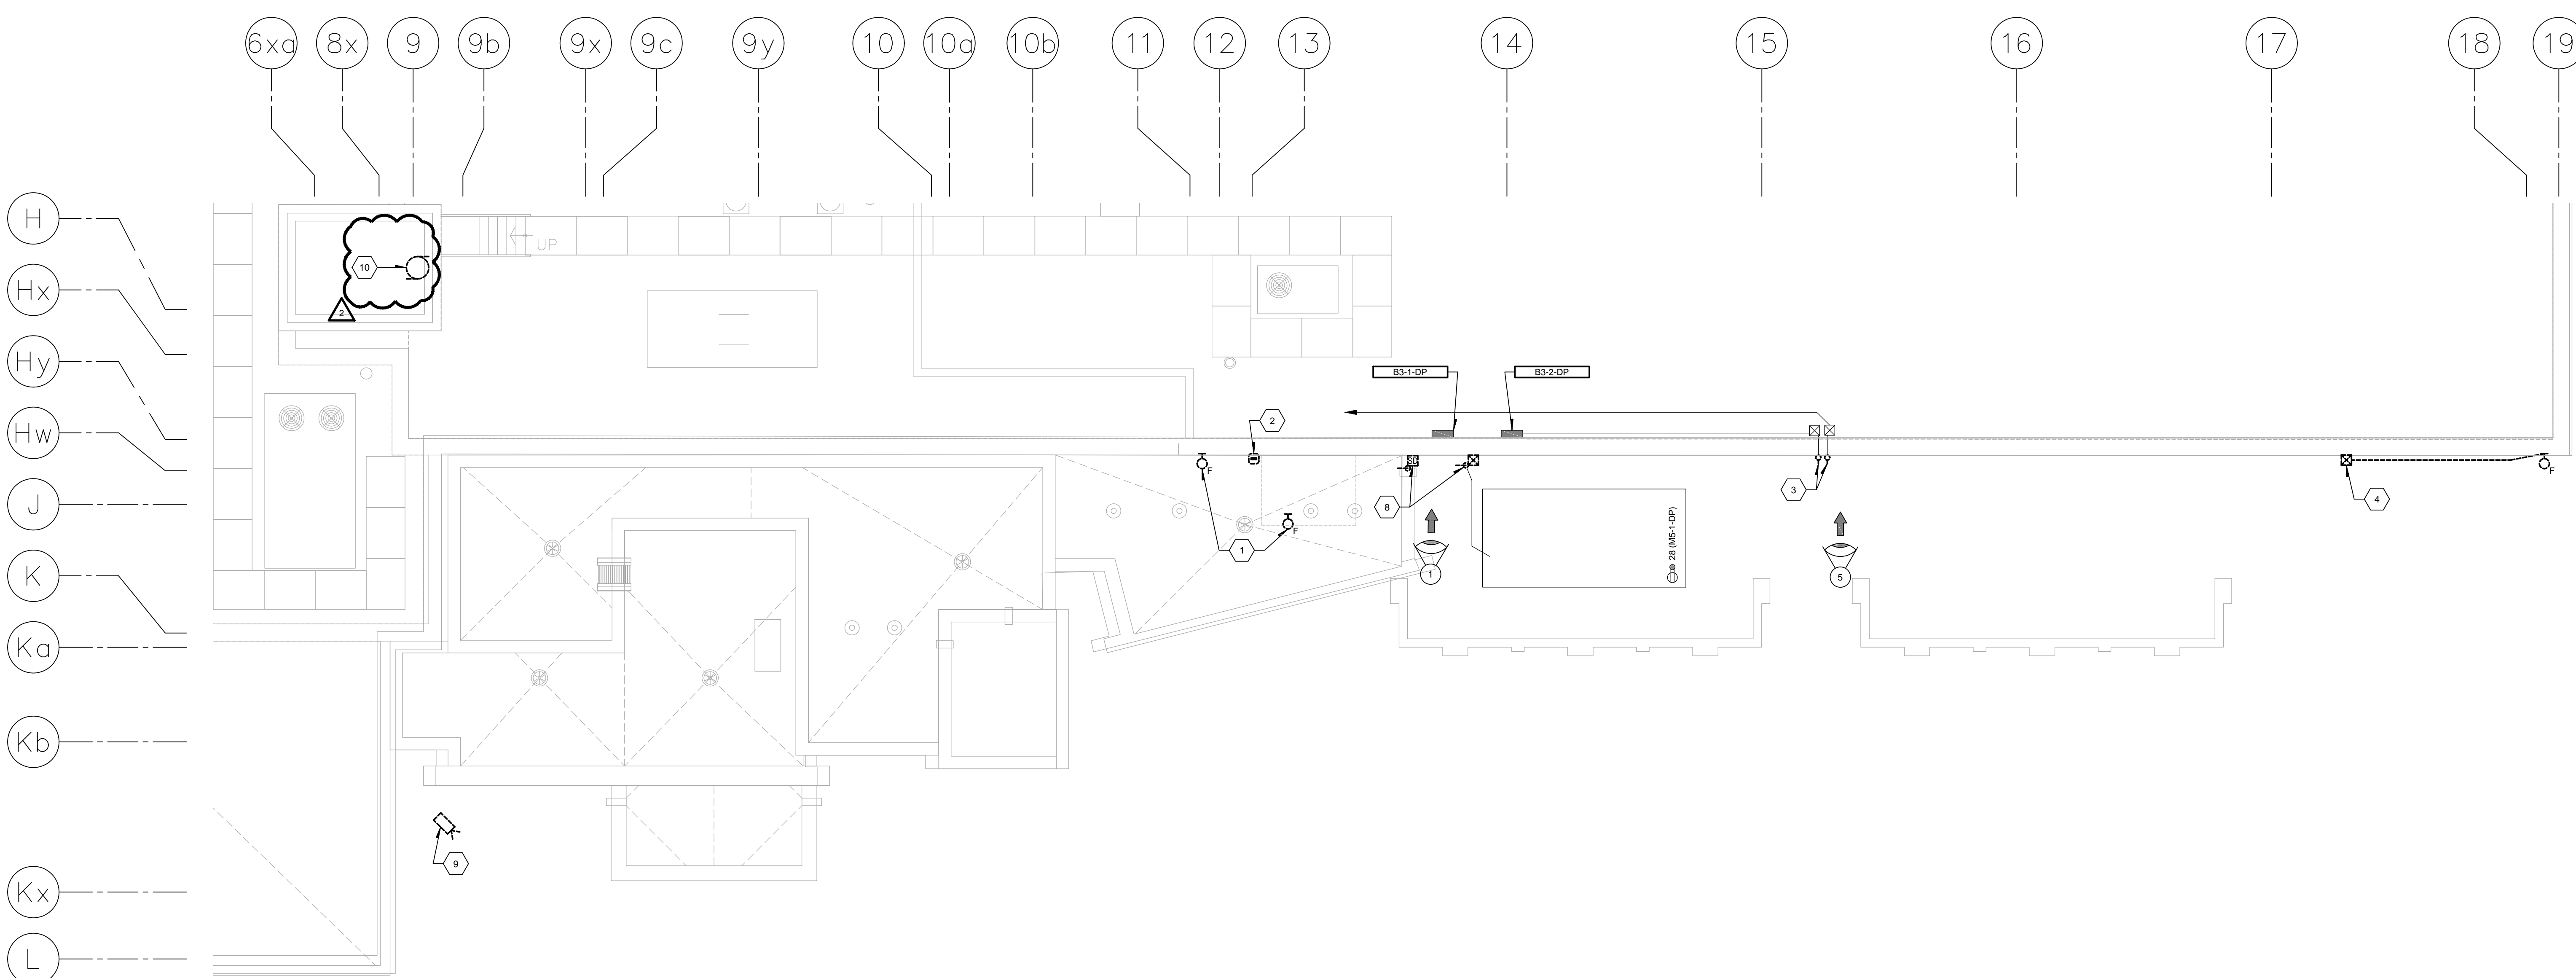 6xa 8x 9 9b 9x 9c 9y 10 10a 10b 11 12 13 14 15 16 17 18 19
H
UP
10
Hx
2
Hy
B3-1-DP B3-2-DP
2
Hw
F
SD
F
3
4
J
8
F
28 (M5-1-DP)
1
K
1
5
Ka
Kb
9
Kx
L